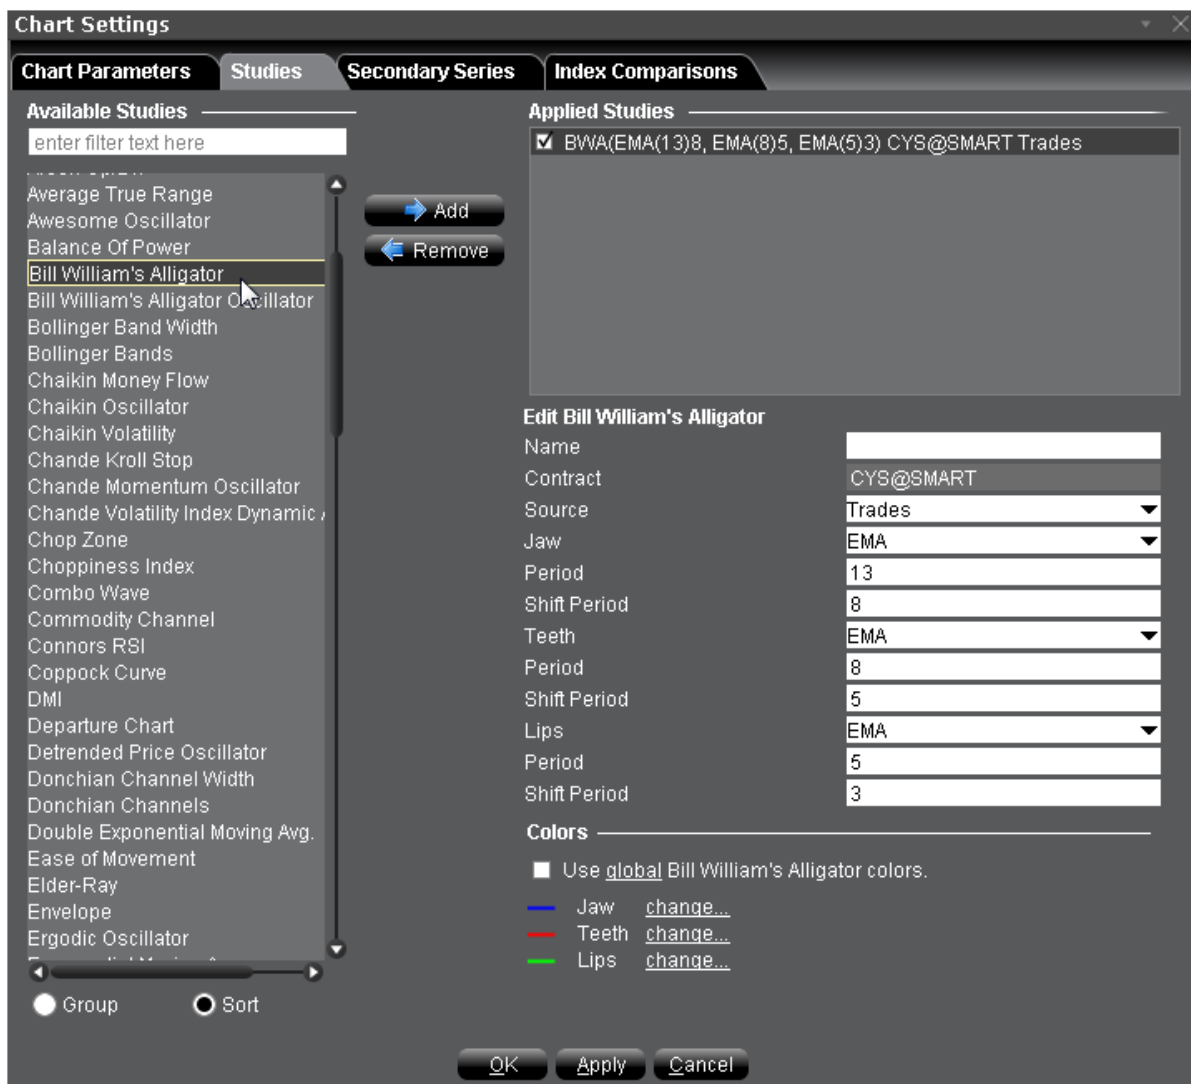 Chart Settings
Chart Parameters Studies Secondary Series Index Comparisons
Available Studies
enter filter text here
Average True Range
Awesome Oscillator
Balance Of Power
Bill William's Alligator
Bill William's Alligator Oscillator
Bollinger Band Width
Bollinger Bands
Chaikin Money Flow
Chaikin Oscillator
Chaikin Volatility
Chande Kroll Stop
Chande Momentum Oscillator
Chande Volatility Index Dynamic
Chop Zone
Choppiness Index
Combo Wave
Commodity Channel
Connors RSI
Coppock Curve
DMI
Departure Chart
Detrended Price Oscillator
Donchian Channel Width
Donchian Channels
Double Exponential Moving Avg.
Ease of Movement
Elder-Ray
Envelope
Ergodic Oscillator
Group Sort
Add
Remove
Applied Studies
BWA(EMA(13)8, EMA(8)5, EMA(5)3) CYS@SMART Trades
Edit Bill William's Alligator
Name
Contract CYS@SMART
Source Trades
Jaw EMA
Period 13
Shift Period 8
Teeth EMA
Period 8
Shift Period 5
Lips EMA
Period 5
Shift Period 3
Colors
Use global Bill William's Alligator colors.
Jaw change...
Teeth change...
Lips change...
OK Apply Cancel